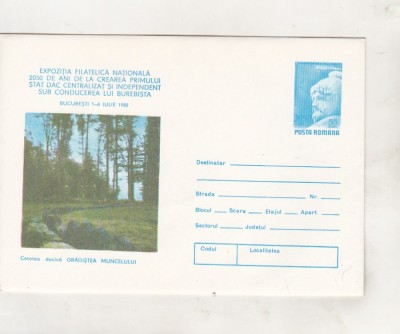 EXPOZIȚIA FILATELICĂ NAȚIONALĂ
2050 DE ANI DE LA CREAREA PRIMULUI
STAT DAC CENTRALIZAT ȘI INDEPENDENT
SUB CONDUCEREA LUI BUREBISTA
BUCUREȘTI 1-6 IULIE 1980
POSTA ROMANA
Destinatar
Strada Nr.
Blocul Scara Etajul Apart.
Sectorul Județul
Codul Localitatea
Cetatea dacică GRĂDIȘTEA MUNCELULUI